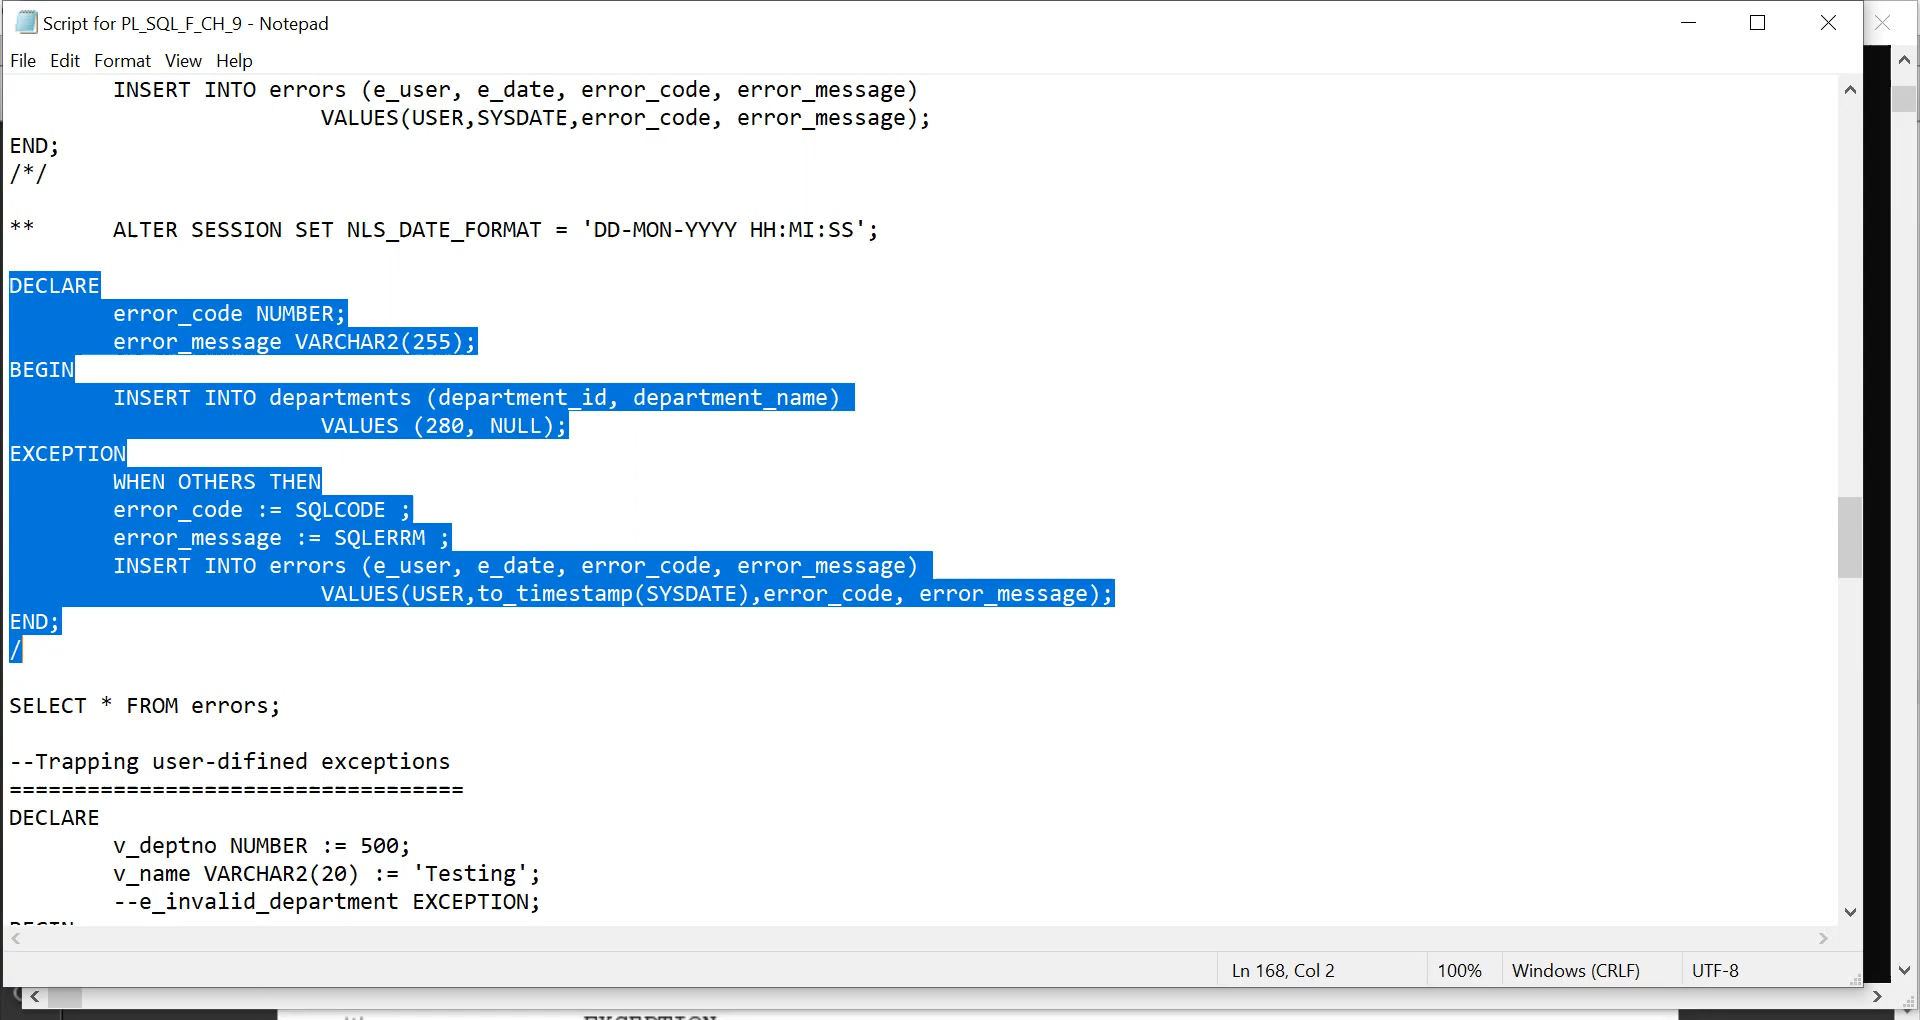 Script for PL_SQL_F_CH_9 - Notepad
File Edit Format View Help
INSERT INTO errors (e_user, e_date, error_code, error_message)
VALUES(USER,SYSDATE,error_code, error_message);
END;
/*/
** ALTER SESSION SET NLS_DATE_FORMAT = 'DD-MON-YYYY HH:MI:SS';
DECLARE
error_code NUMBER;
error_message VARCHAR2(255);
BEGIN
INSERT INTO departments (department_id, department_name)
VALUES (280, NULL);
EXCEPTION
WHEN OTHERS THEN
error_code := SQLCODE ;
error_message := SQLERRM ;
INSERT INTO errors (e_user, e_date, error_code, error_message)
VALUES(USER,to_timestamp(SYSDATE),error_code, error_message);
END;
/
SELECT * FROM errors;
--Trapping user-difined exceptions
===================================
DECLARE
v_deptno NUMBER := 500;
v_name VARCHAR2(20) := 'Testing';
--e_invalid_department EXCEPTION;
Ln 168, Col 2 100% Windows (CRLF) UTF-8